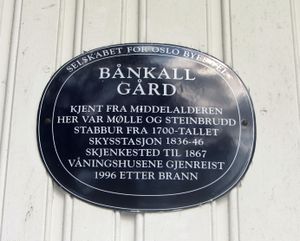 SELSKABET FOR OSLO BYES VEL
BÅNKALL
GÅRD
KJENT FRA MIDDELALDEREN
HER VAR MØLLE OG STEINBRUDD
STABBUR FRA 1700-TALLET
SKYSSTASJON 1836-46
SKJENKESTED TIL 1867
VÅNINGSHUSENE GJENREIST
1996 ETTER BRANN